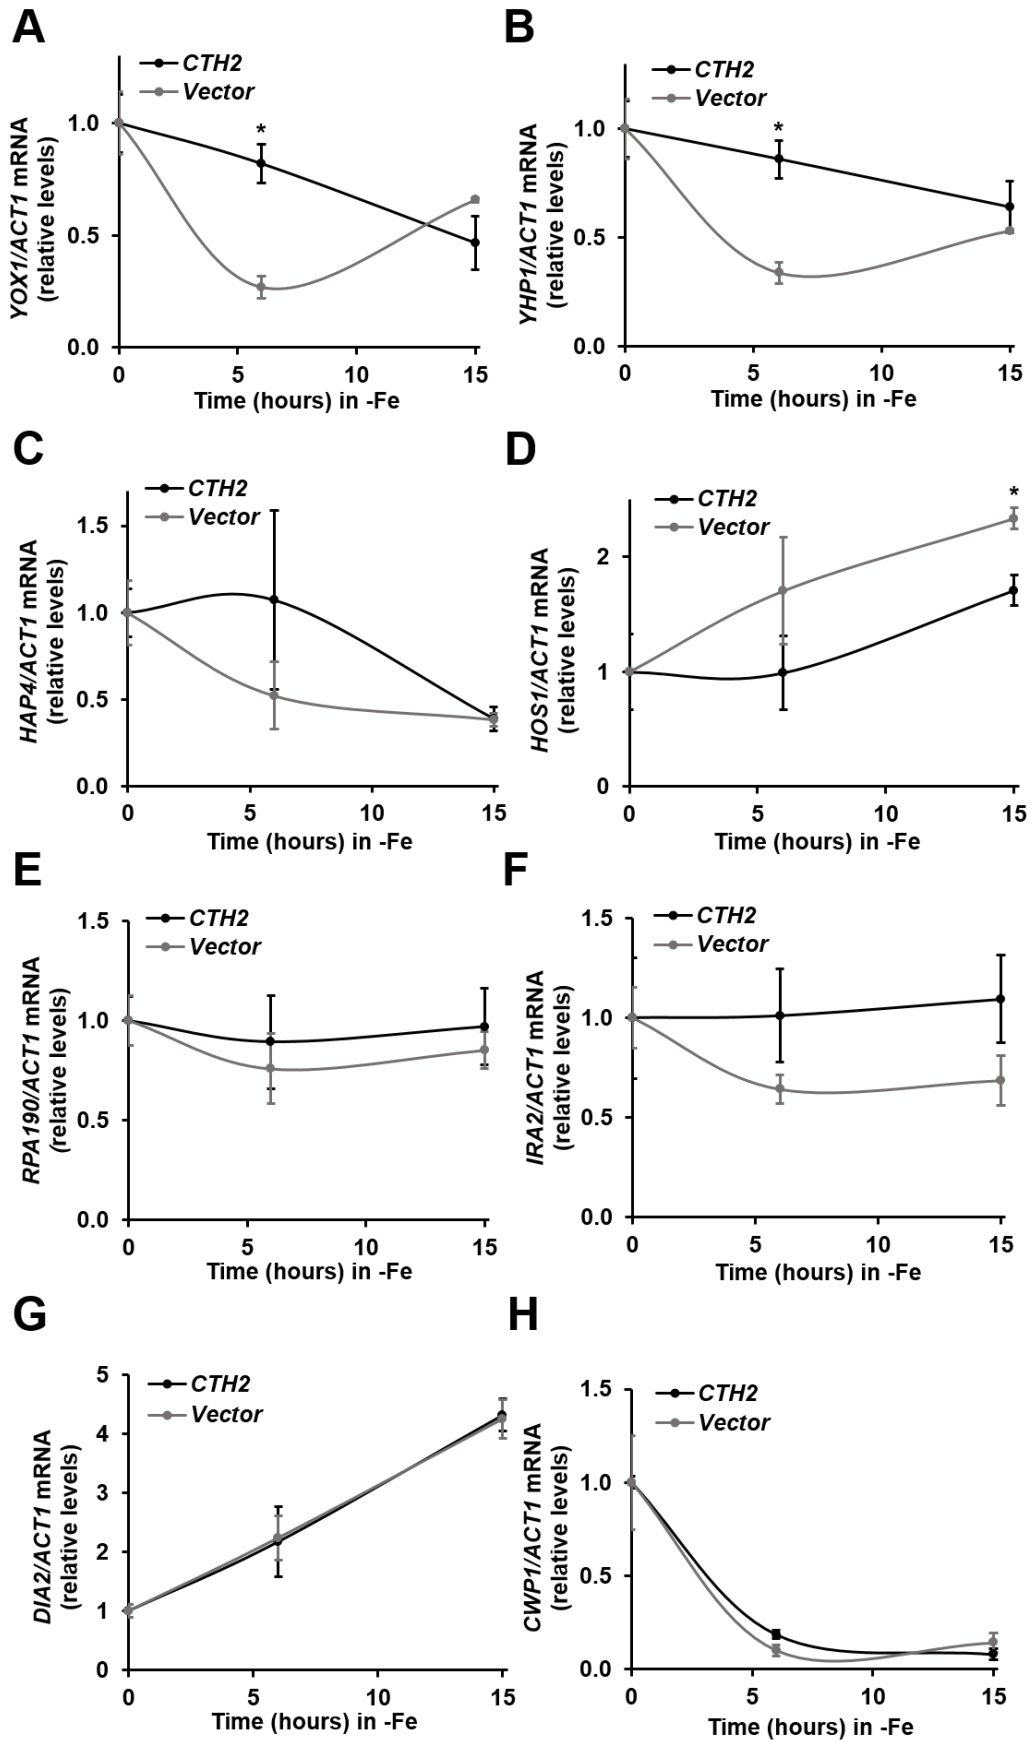 A
CTH2
Vector
*
YOX1/ACT1 mRNA
(relative levels)
1.0
0.5
0.0
0 5 10 15
Time (hours) in -Fe
B
CTH2
Vector
*
YHP1/ACT1 mRNA
(relative levels)
1.0
0.5
0.0
0 5 10 15
Time (hours) in -Fe
C
CTH2
Vector
HAP4/ACT1 mRNA
(relative levels)
1.5
1.0
0.5
0.0
0 5 10 15
Time (hours) in -Fe
D
CTH2
Vector
*
HOS1/ACT1 mRNA
(relative levels)
2
1
0
0 5 10 15
Time (hours) in -Fe
E
CTH2
Vector
RPA190/ACT1 mRNA
(relative levels)
1.5
1.0
0.5
0.0
0 5 10 15
Time (hours) in -Fe
F
CTH2
Vector
IRA2/ACT1 mRNA
(relative levels)
1.5
1.0
0.5
0.0
0 5 10 15
Time (hours) in -Fe
G
CTH2
Vector
DIA2/ACT1 mRNA
(relative levels)
5
4
3
2
1
0
0 5 10 15
Time (hours) in -Fe
H
CTH2
Vector
CWP1/ACT1 mRNA
(relative levels)
1.5
1.0
0.5
0.0
0 5 10 15
Time (hours) in -Fe